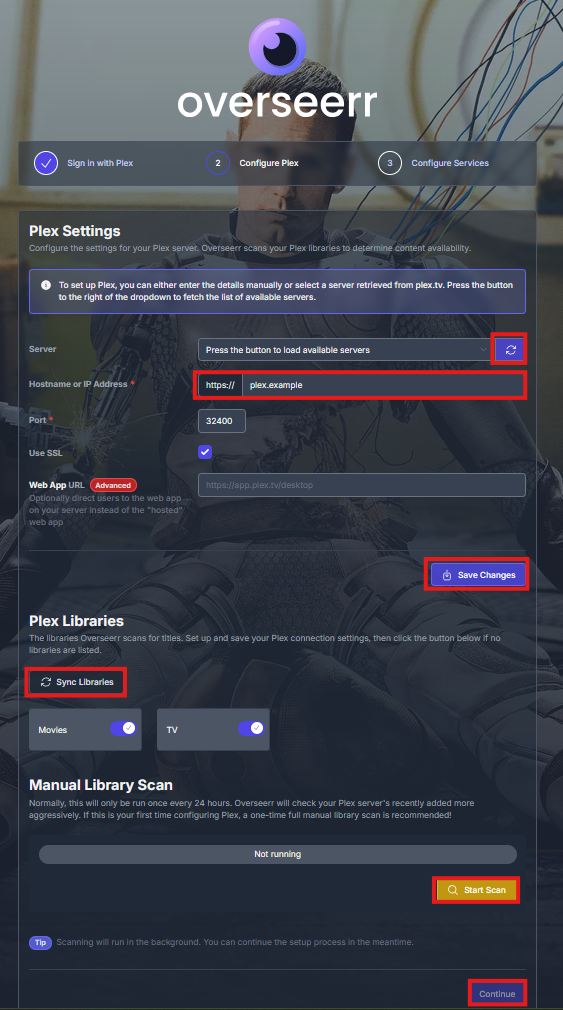 overseerr
Sign in with Plex
2 Configure Plex
3 Configure Services
Plex Settings
Configure the settings for your Plex server. Overseerr scans your Plex libraries to determine content availability.
To set up Plex, you can either enter the details manually or select a server retrieved from plex.tv. Press the button
to the right of the dropdown to fetch the list of available servers.
Server
Press the button to load available servers
Hostname or IP Address *
https:// plex.example
Port *
32400
Use SSL
Web App URL Advanced
https://app.plex.tv/desktop
Optionally direct users to the web app
on your server instead of the "hosted"
web app
Save Changes
Plex Libraries
The libraries Overseerr scans for titles. Set up and save your Plex connection settings, then click the button below if no
libraries are listed.
Sync Libraries
Movies
TV
Manual Library Scan
Normally, this will only be run once every 24 hours. Overseerr will check your Plex server's recently added more
aggressively. If this is your first time configuring Plex, a one-time full manual library scan is recommended!
Not running
Start Scan
Tip Scanning will run in the background. You can continue the setup process in the meantime.
Continue